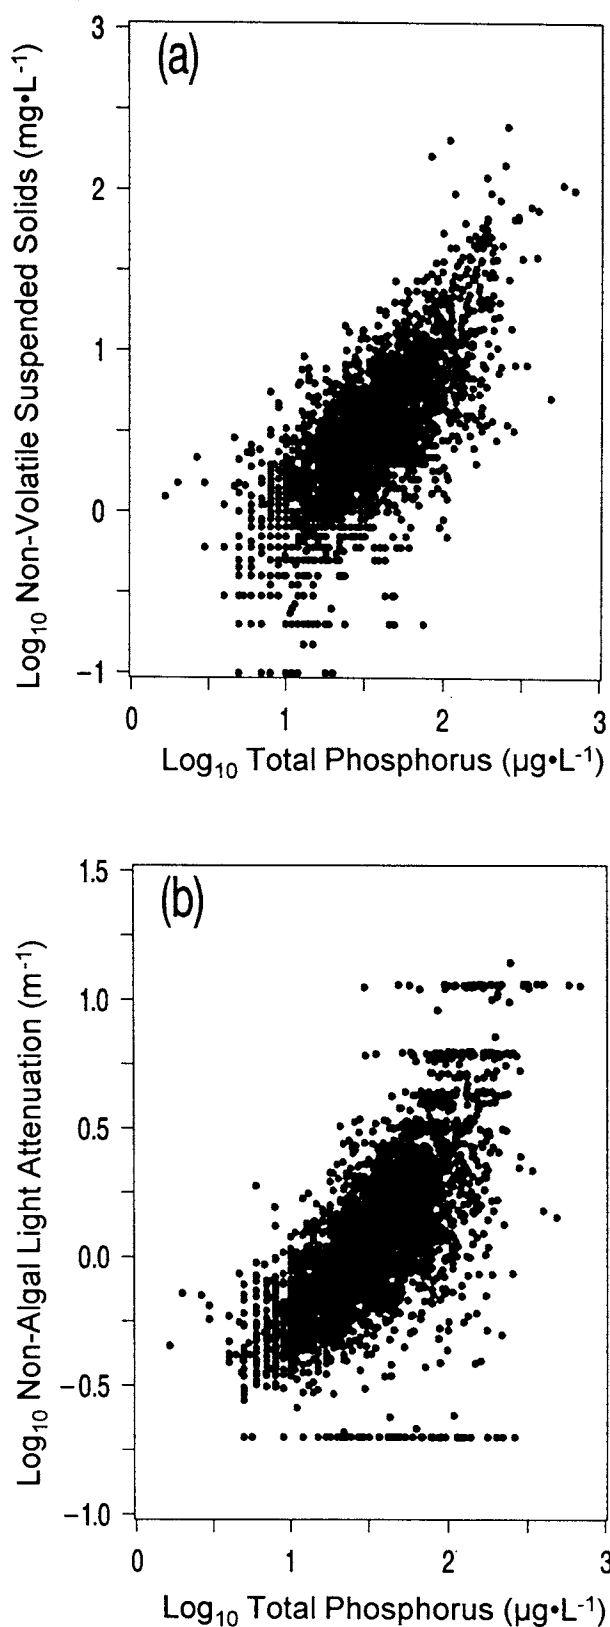 (a)
Log10 Non-Volatile Suspended Solids (mg•L-1)
3
2
1
0
−1
0 1 2 3
Log10 Total Phosphorus (µg•L-1)
(b)
Log10 Non-Algal Light Attenuation (m-1)
1.5
1.0
0.5
0.0
−0.5
−1.0
0 1 2 3
Log10 Total Phosphorus (µg•L-1)